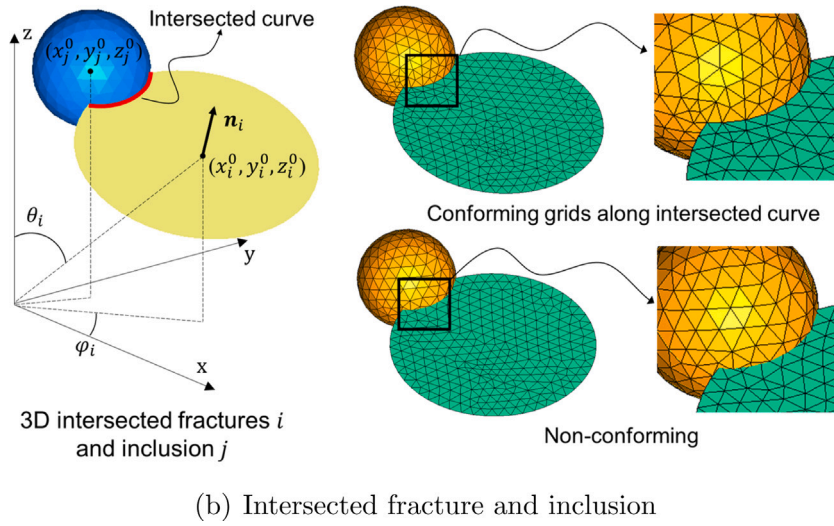 Intersected curve
z
(x_j^0, y_j^0, z_j^0)
n_i
(x_i^0, y_i^0, z_i^0)
θ_i
y
φ_i
x
3D intersected fractures i
and inclusion j
Conforming grids along intersected curve
Non-conforming
(b) Intersected fracture and inclusion